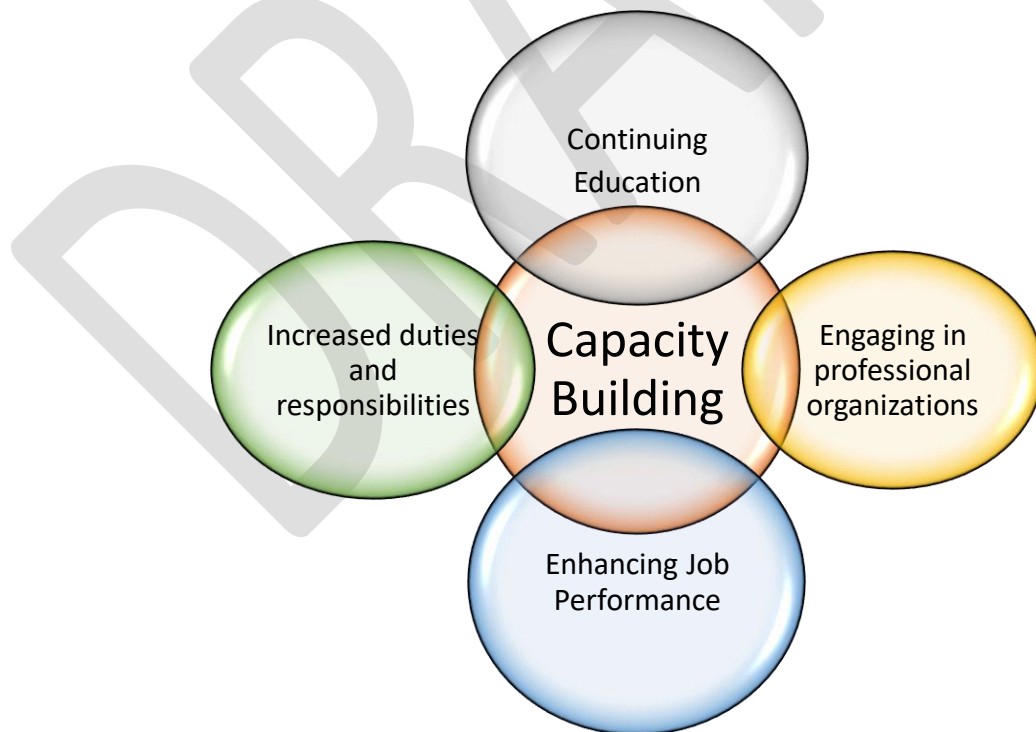 Continuing
Education
Increased duties
and
responsibilities
Capacity
Building
Engaging in
professional
organizations
Enhancing Job
Performance